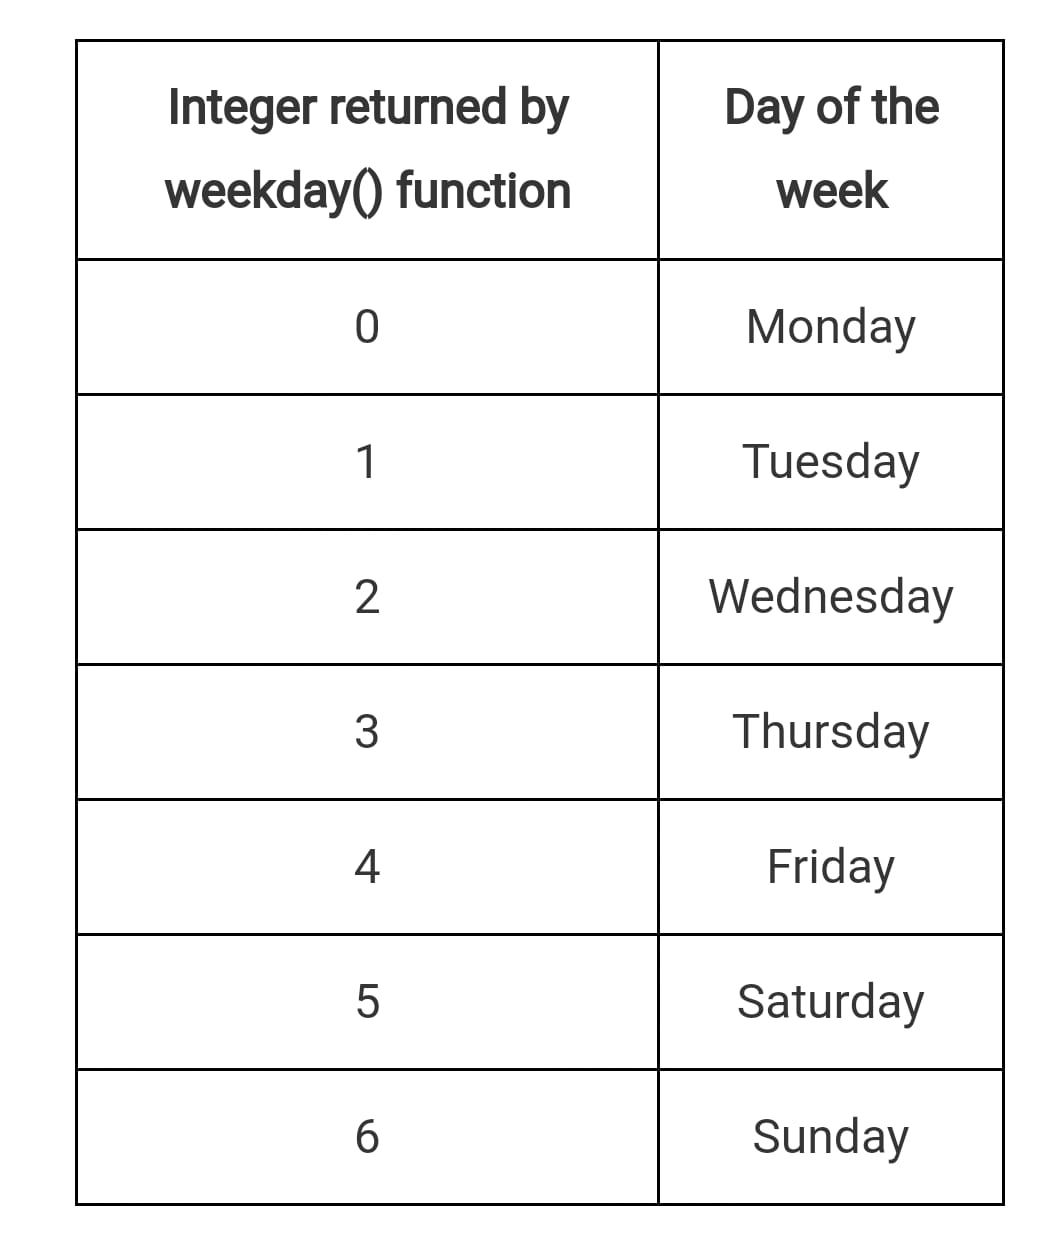 Integer returned by
weekday() function
Day of the
week
0 Monday
1 Tuesday
2 Wednesday
3 Thursday
4 Friday
5 Saturday
6 Sunday